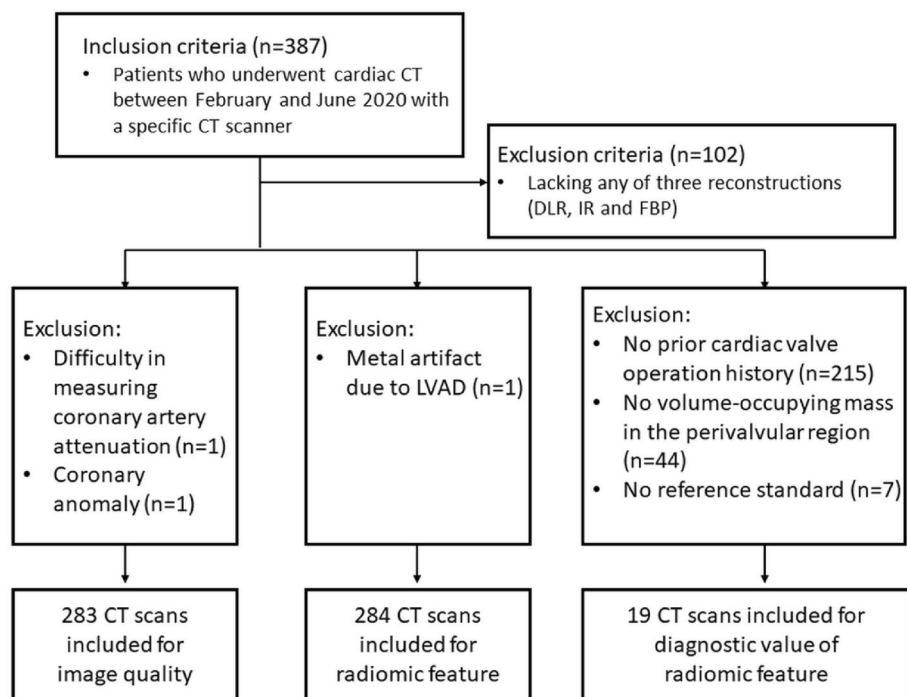 Inclusion criteria (n=387)
• Patients who underwent cardiac CT
between February and June 2020 with
a specific CT scanner
Exclusion criteria (n=102)
• Lacking any of three reconstructions
(DLR, IR and FBP)
Exclusion:
• Difficulty in
measuring
coronary artery
attenuation (n=1)
• Coronary
anomaly (n=1)
Exclusion:
• Metal artifact
due to LVAD (n=1)
Exclusion:
• No prior cardiac valve
operation history (n=215)
• No volume-occupying mass
in the perivalvular region
(n=44)
• No reference standard (n=7)
283 CT scans
included for
image quality
284 CT scans
included for
radiomic feature
19 CT scans included for
diagnostic value of
radiomic feature